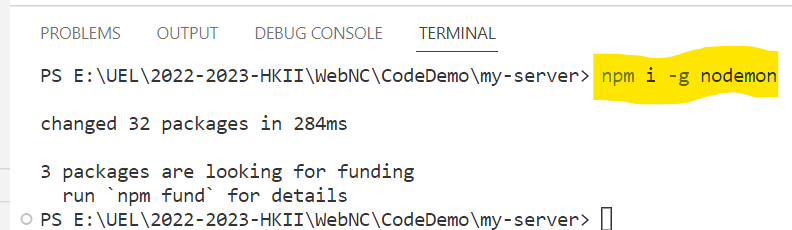 PROBLEMS OUTPUT DEBUG CONSOLE TERMINAL
PS E:\UEL\2022-2023-HKII\WebNC\CodeDemo\my-server> npm i -g nodemon
changed 32 packages in 284ms
3 packages are looking for funding
  run `npm fund` for details
PS E:\UEL\2022-2023-HKII\WebNC\CodeDemo\my-server>